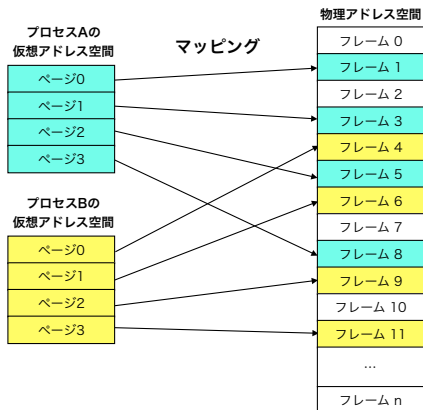 プロセスAの
仮想アドレス空間
ページ0
ページ1
ページ2
ページ3
プロセスBの
仮想アドレス空間
ページ0
ページ1
ページ2
ページ3
マッピング
物理アドレス空間
フレーム 0
フレーム 1
フレーム 2
フレーム 3
フレーム 4
フレーム 5
フレーム 6
フレーム 7
フレーム 8
フレーム 9
フレーム 10
フレーム 11
…
フレーム n